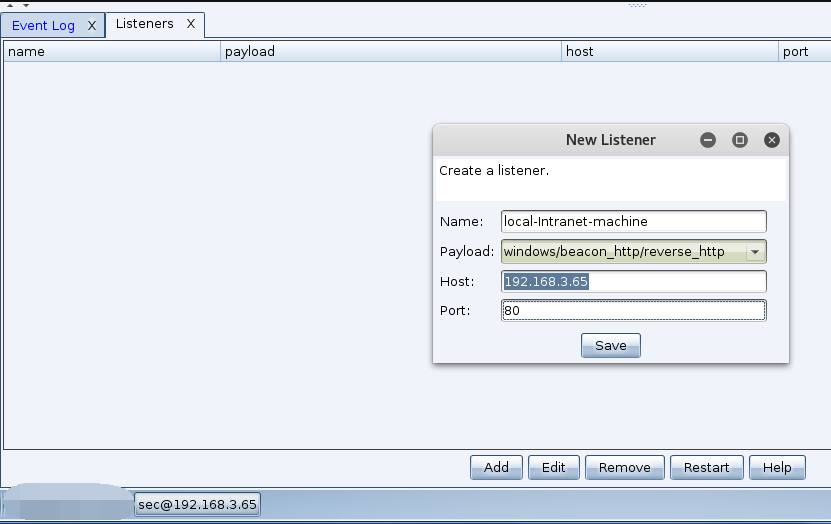 Event Log X Listeners X
name payload host port
New Listener
Create a listener.
Name: local-Intranet-machine
Payload: windows/beacon_http/reverse_http
Host: 192.168.3.65
Port: 80
Save
Add Edit Remove Restart Help
sec@192.168.3.65